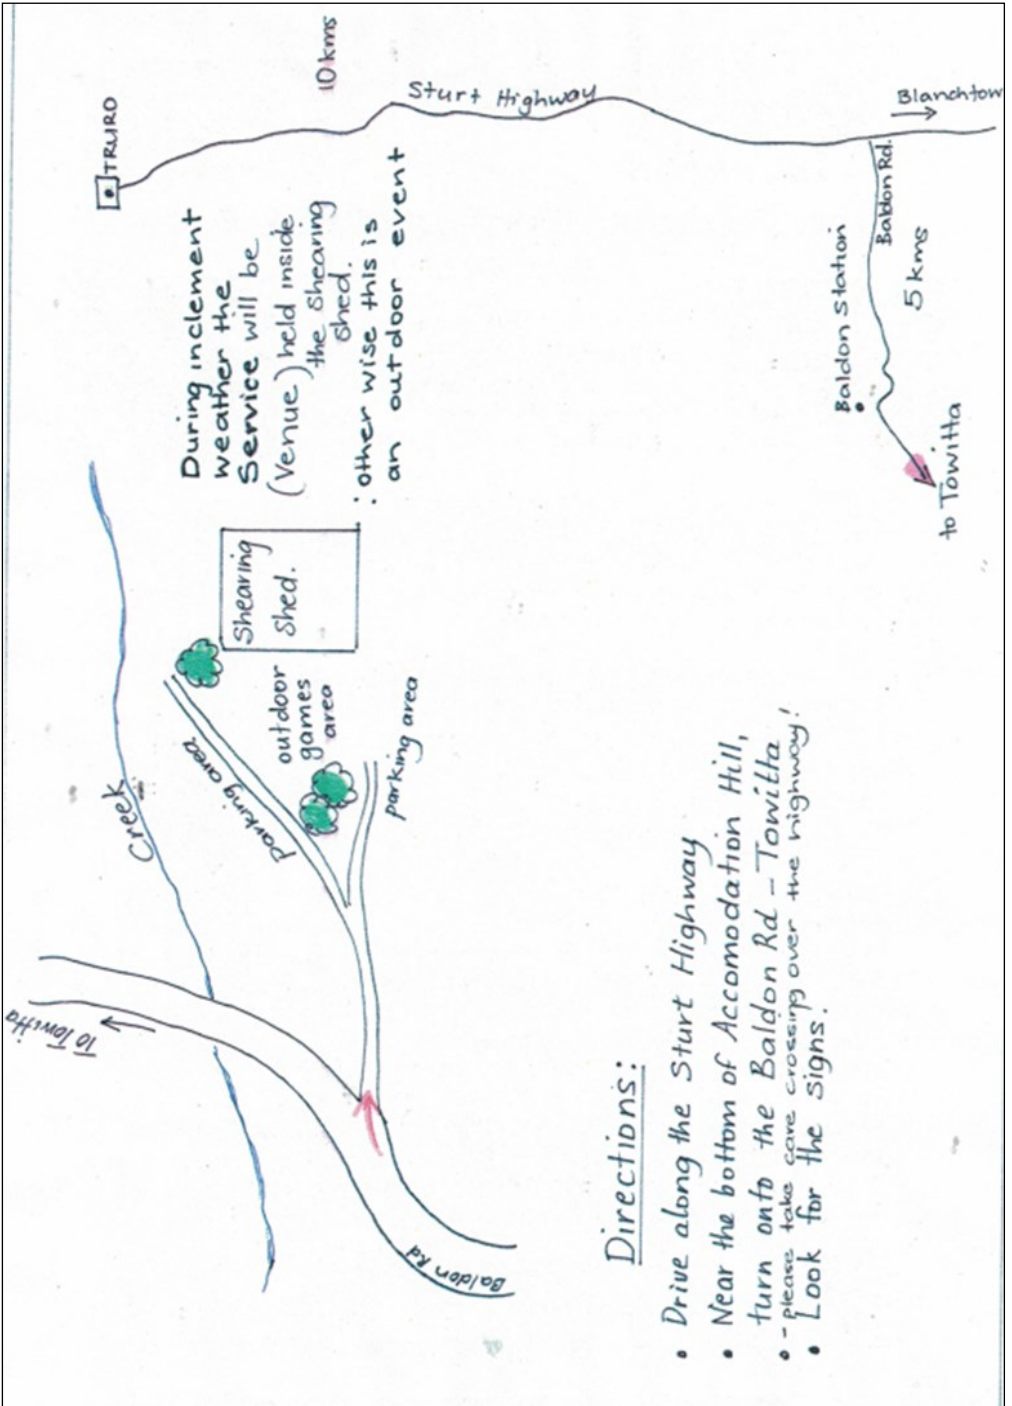 TRURO
10 kms
Sturt Highway
Blanchtow
Baldon Rd.
5 kms
Baldon Station
to Towitta
During inclement
weather the
Service will be
(Venue) held inside
the shearing
shed.
: other wise this is
an outdoor event
Shearing
Shed.
outdoor
games
area
parking area
parking area
Creek
To Towitta
Baldon Rd
Directions:
• Drive along the Sturt Highway
• Near the bottom of Accomodation Hill,
turn onto the Baldon Rd - Towitta
• - please take care crossing over the highway!
• Look for the signs.